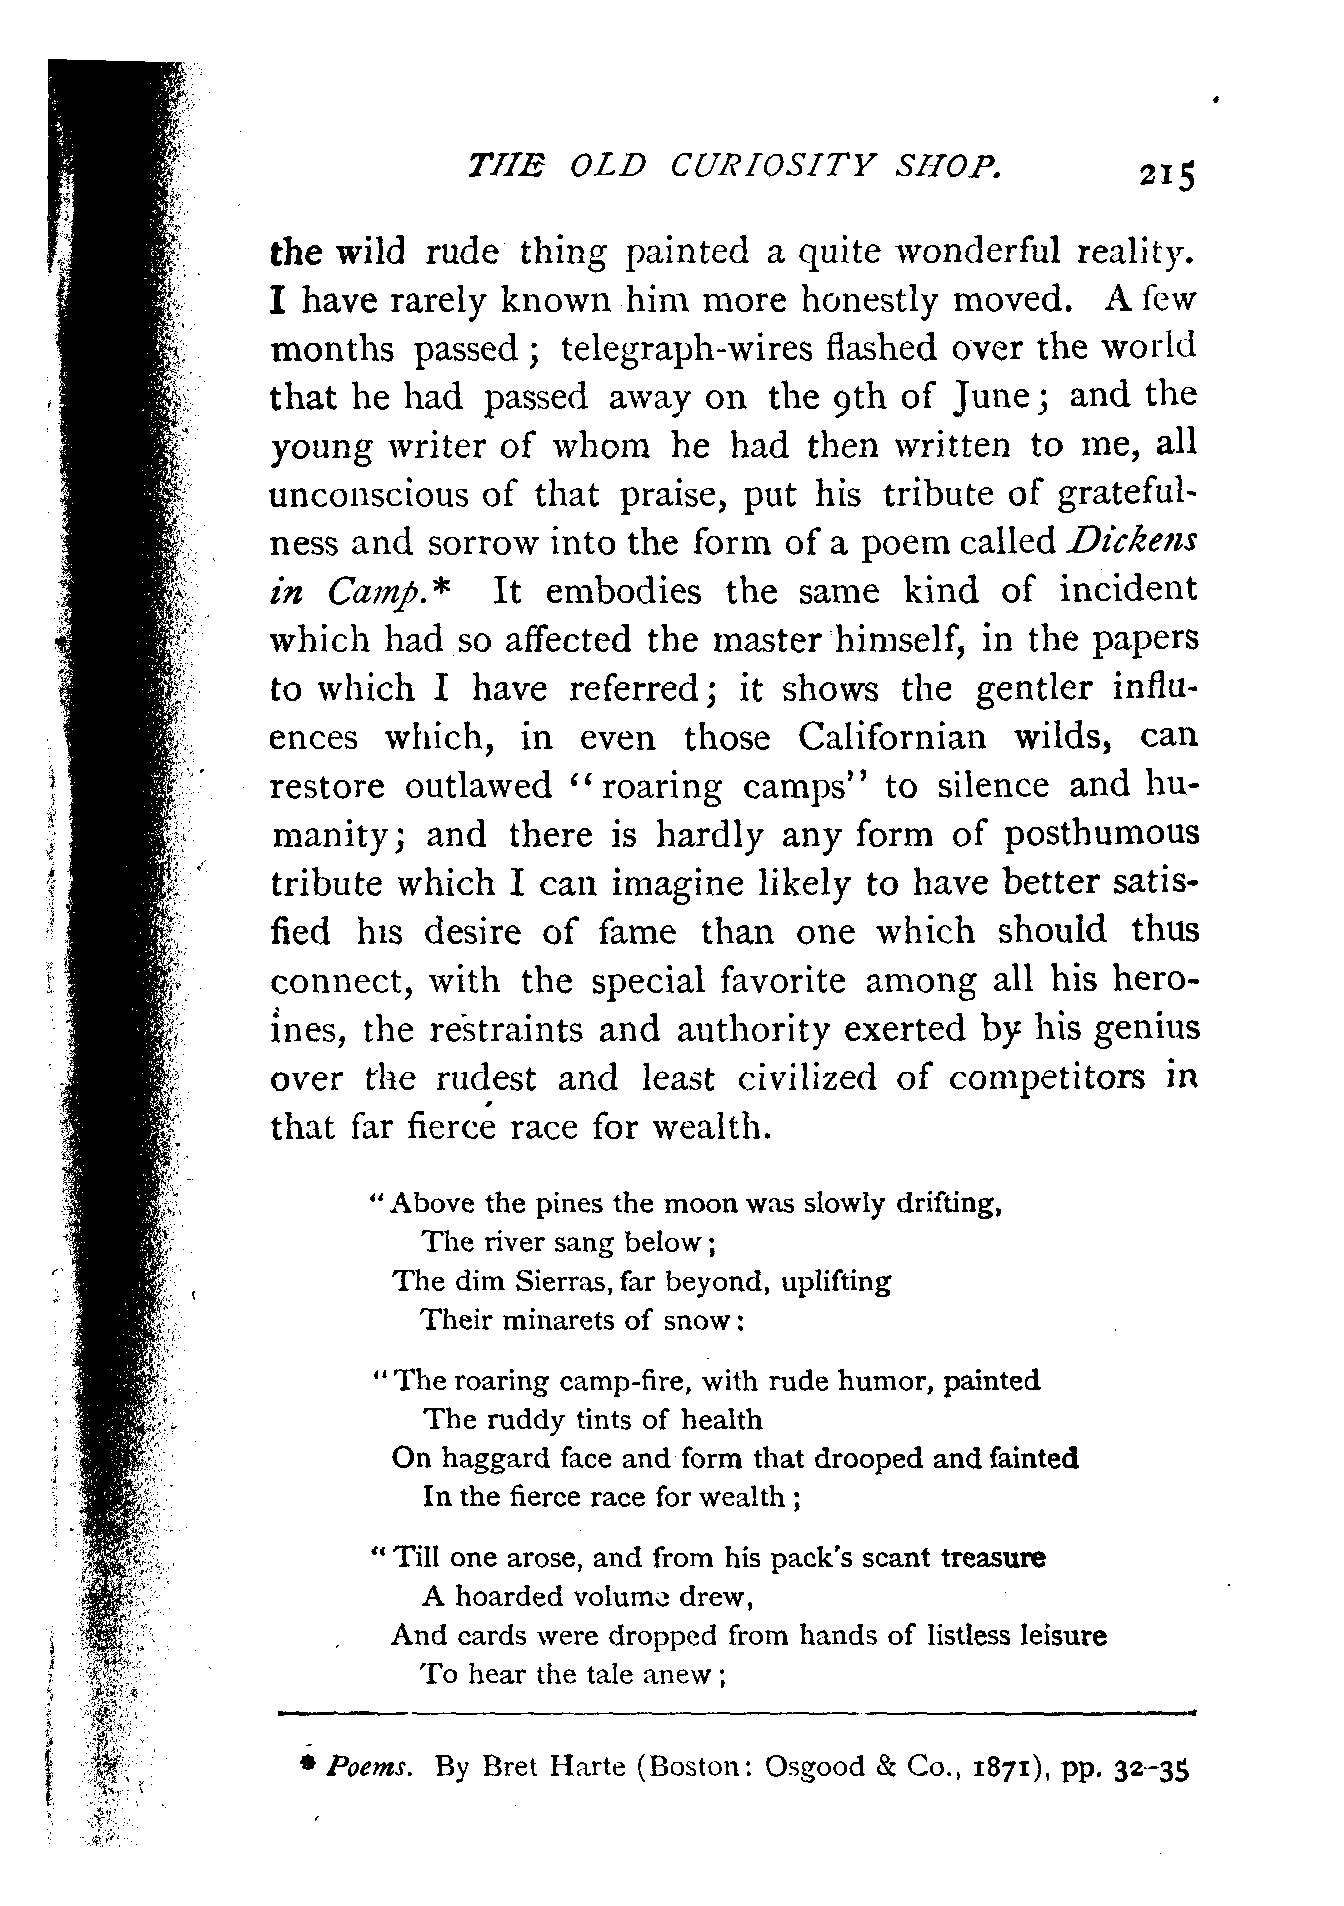 THE OLD CURIOSITY SHOP. 215
the wild rude thing painted a quite wonderful reality.
I have rarely known him more honestly moved. A few
months passed ; telegraph-wires flashed over the world
that he had passed away on the 9th of June ; and the
young writer of whom he had then written to me, all
unconscious of that praise, put his tribute of grateful-
ness and sorrow into the form of a poem called Dickens
in Camp.* It embodies the same kind of incident
which had so affected the master himself, in the papers
to which I have referred ; it shows the gentler influ-
ences which, in even those Californian wilds, can
restore outlawed “roaring camps” to silence and hu-
manity ; and there is hardly any form of posthumous
tribute which I can imagine likely to have better satis-
fied his desire of fame than one which should thus
connect, with the special favorite among all his hero-
ines, the restraints and authority exerted by his genius
over the rudest and least civilized of competitors in
that far fierce race for wealth.
“Above the pines the moon was slowly drifting,
The river sang below ;
The dim Sierras, far beyond, uplifting
Their minarets of snow :
“The roaring camp-fire, with rude humor, painted
The ruddy tints of health
On haggard face and form that drooped and fainted
In the fierce race for wealth ;
“Till one arose, and from his pack's scant treasure
A hoarded volume drew,
And cards were dropped from hands of listless leisure
To hear the tale anew ;
* Poems. By Bret Harte (Boston: Osgood & Co., 1871), pp. 32-35